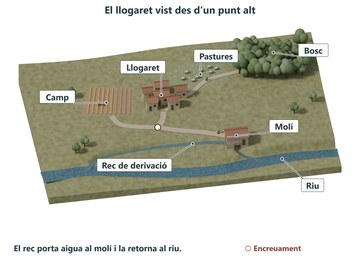 El llogaret vist des d'un punt alt
Bosc
Pastures
Llogaret
Camp
Molí
Rec de derivació
Riu
El rec porta aigua al molí i la retorna al riu.
Encreuament